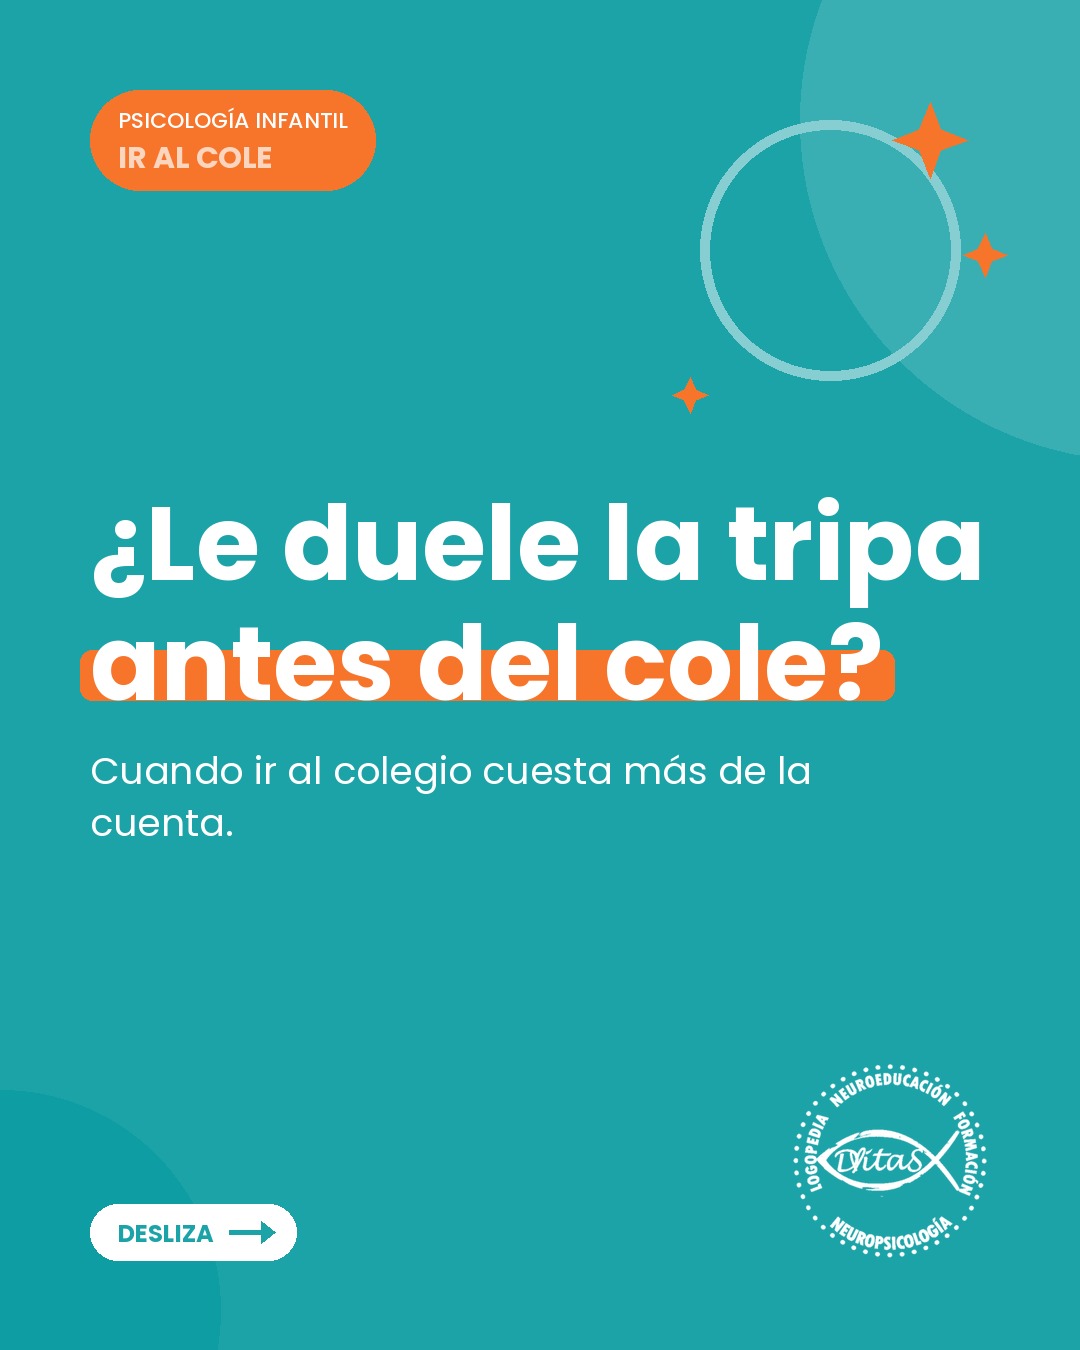 PSICOLOGÍA INFANTIL
IR AL COLE
¿Le duele la tripa
antes del cole?
Cuando ir al colegio cuesta más de la
cuenta.
DESLIZA
LOGOPEDIA NEUROEDUCACIÓN FORMACIÓN
DVitaS
NEUROPSICOLOGÍA